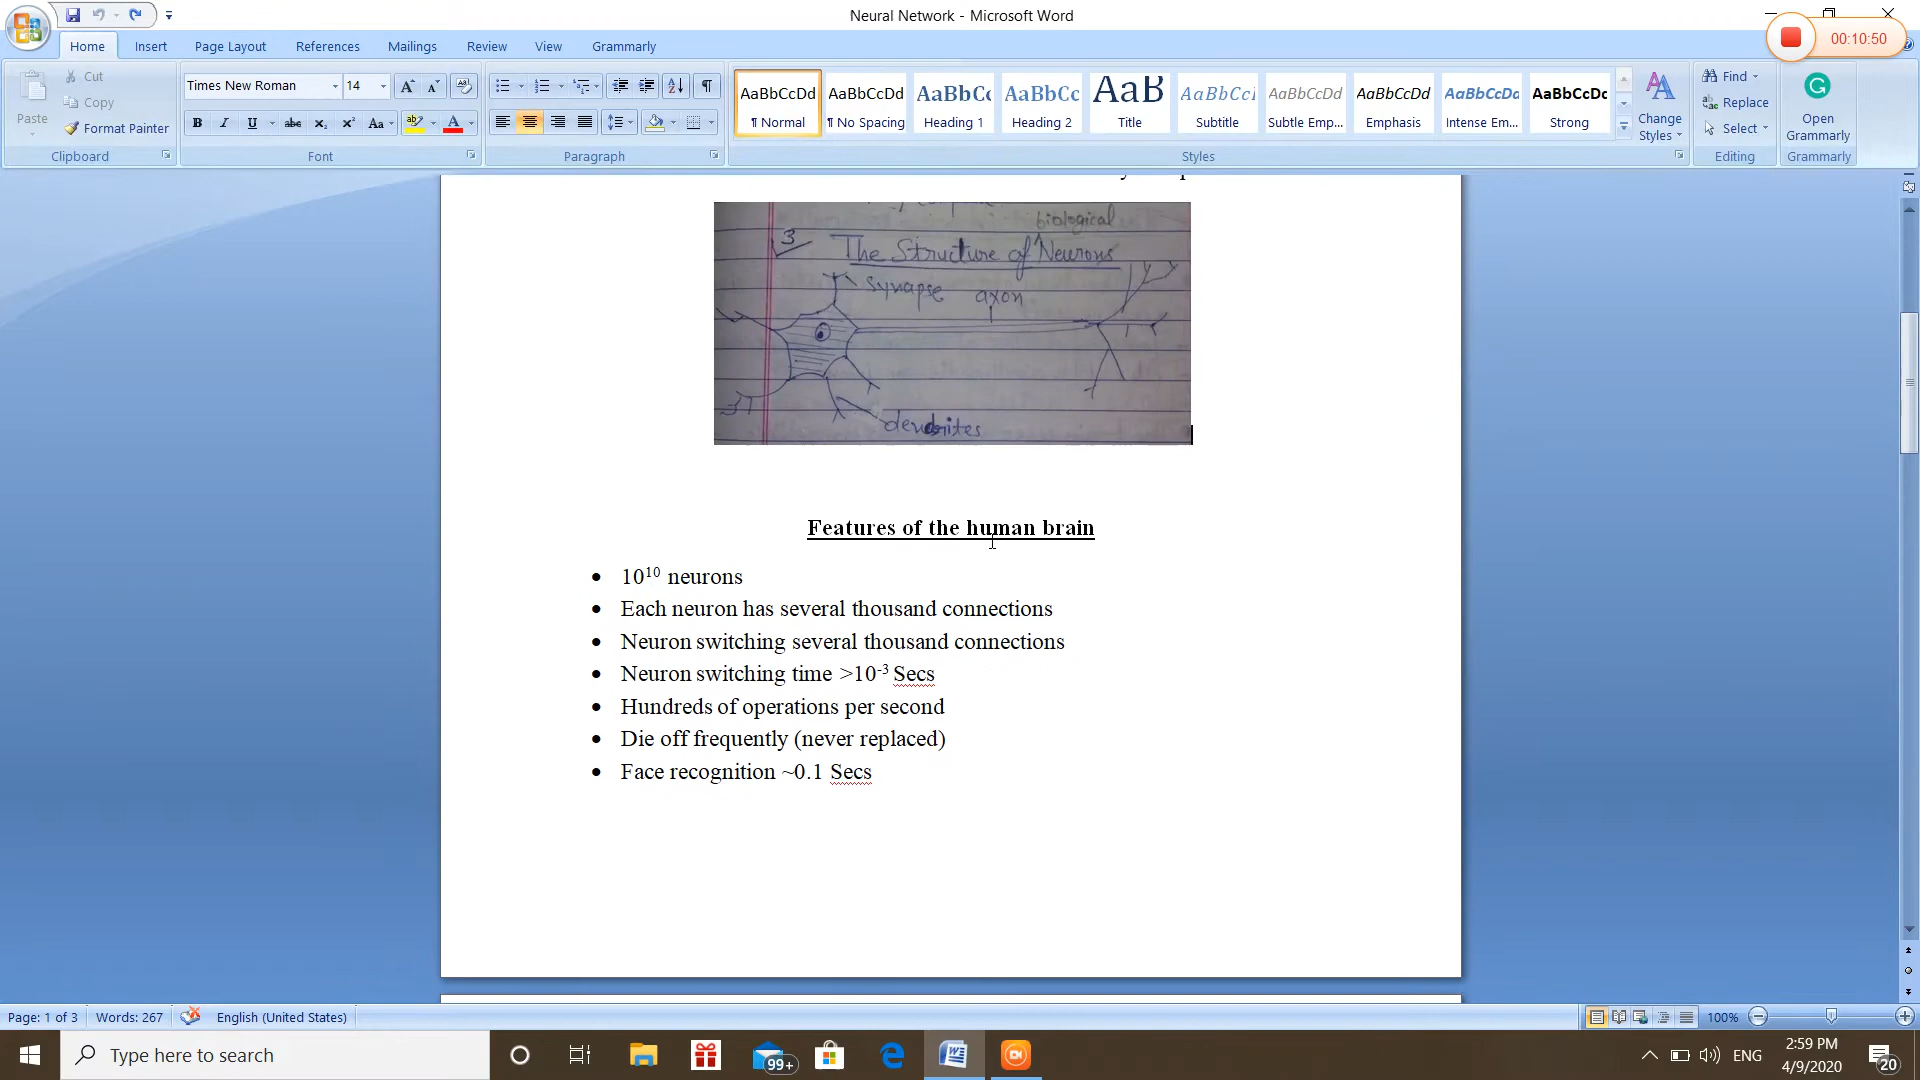 Neural Network - Microsoft Word
00:10:50
Home Insert Page Layout References Mailings Review View Grammarly
Cut
Copy
Format Painter
Paste
Clipboard
Times New Roman 14
Font
Paragraph
AaBbCcDd AaBbCcDd AaBbCc AaBbCc AaB AaBbCcI AaBbCcDd AaBbCcDd AaBbCcDc AaBbCcDc
¶ Normal ¶ No Spacing Heading 1 Heading 2 Title Subtitle Subtle Emp... Emphasis Intense Em... Strong
Styles
Change Styles
Find
Replace
Select
Editing
Open Grammarly
Grammarly
biological
3 The Structure of Neurons
synapse axon
dendrites
Features of the human brain
• 10¹⁰ neurons
• Each neuron has several thousand connections
• Neuron switching several thousand connections
• Neuron switching time >10⁻³ Secs
• Hundreds of operations per second
• Die off frequently (never replaced)
• Face recognition ~0.1 Secs
Page: 1 of 3 Words: 267 English (United States) 100%
Type here to search
99+
ENG
2:59 PM
4/9/2020
20